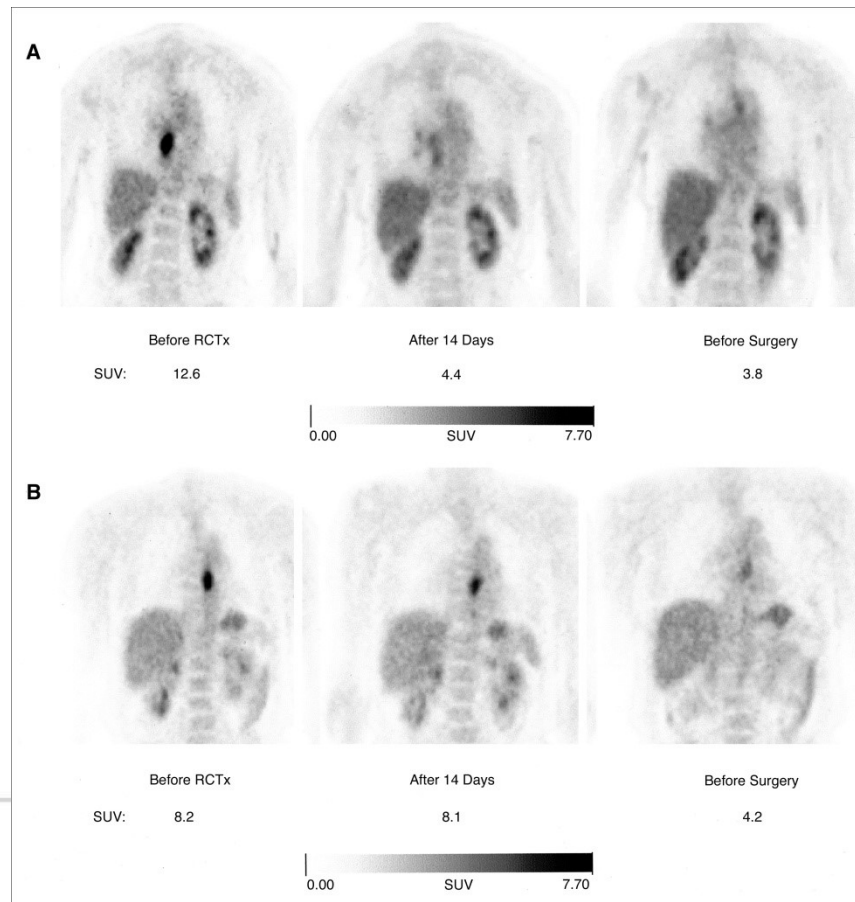 A
Before RCTx After 14 Days Before Surgery
SUV: 12.6 4.4 3.8
0.00 SUV 7.70
B
Before RCTx After 14 Days Before Surgery
SUV: 8.2 8.1 4.2
0.00 SUV 7.70